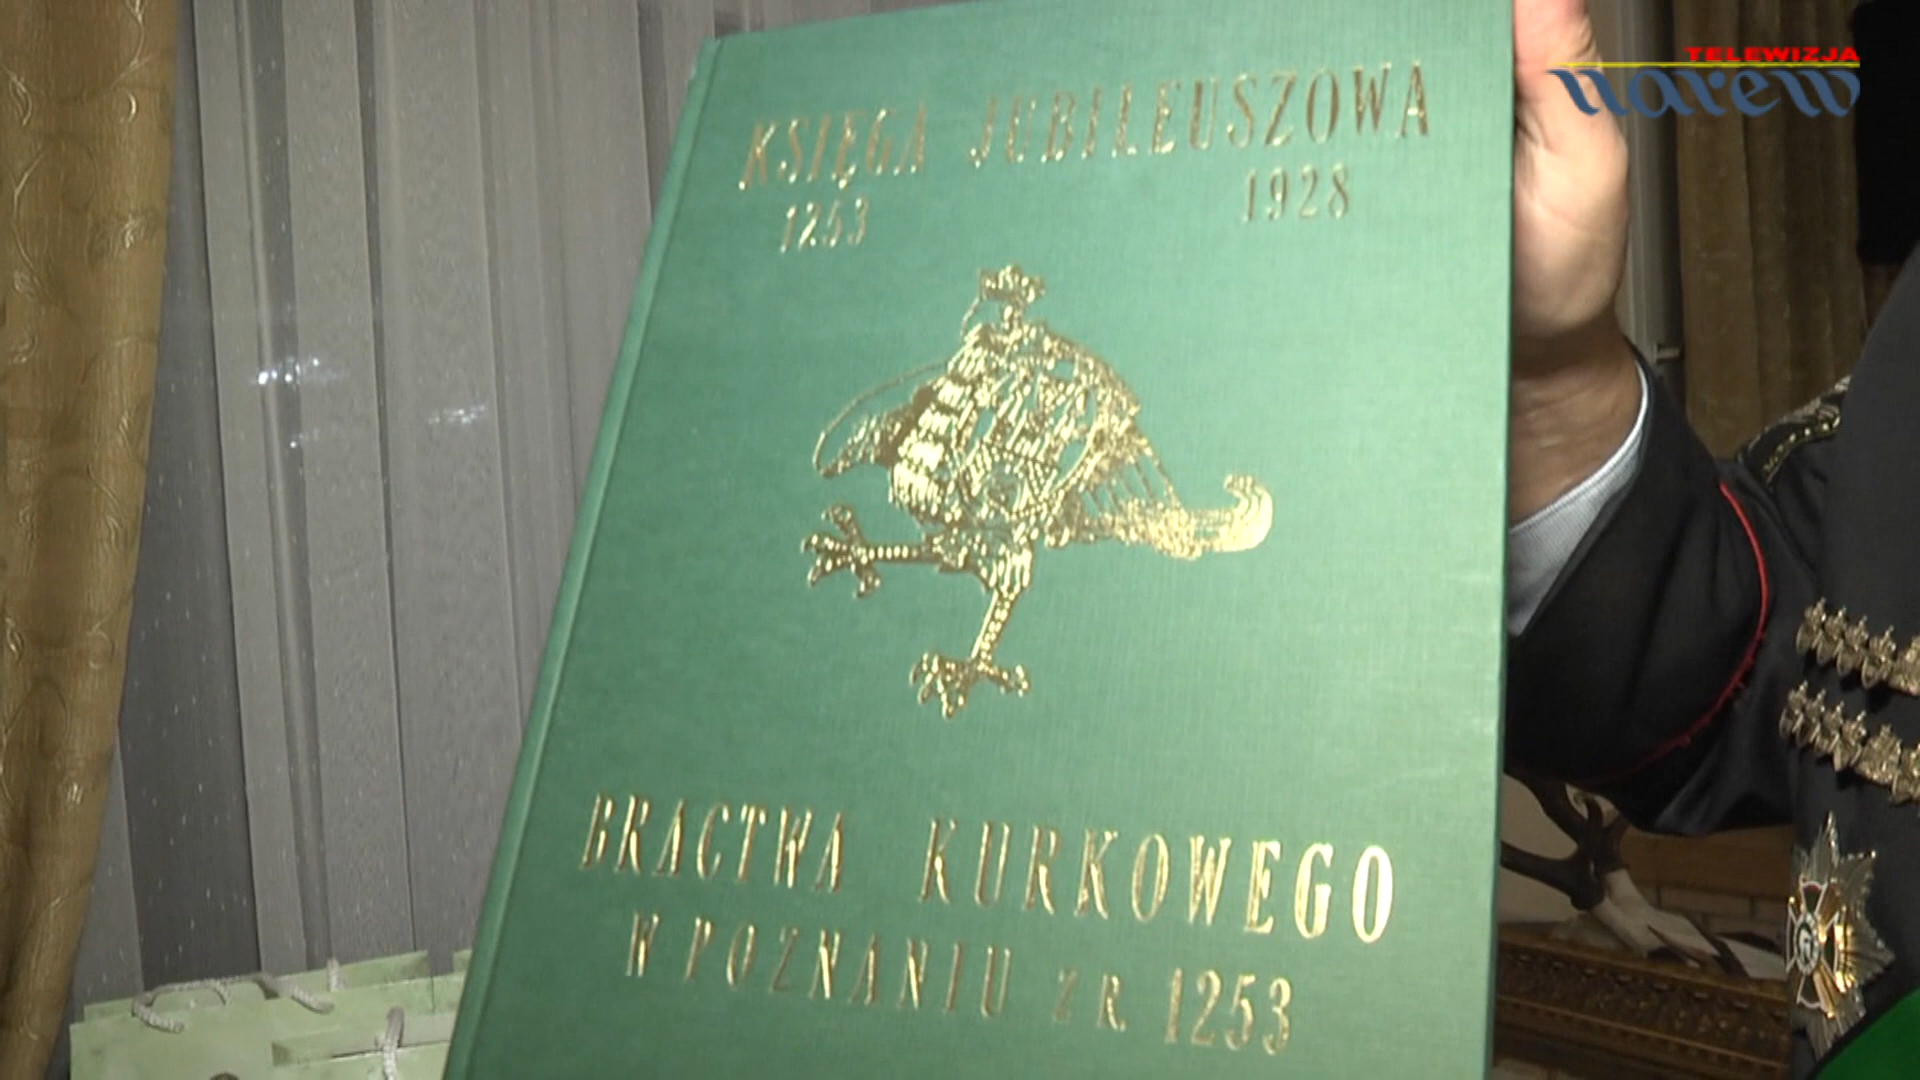 TELEWIZJA
narew
KSIĘGA JUBILEUSZOWA
1253 1928
BRACTWA KURKOWEGO
W POZNANIU Z R. 1253